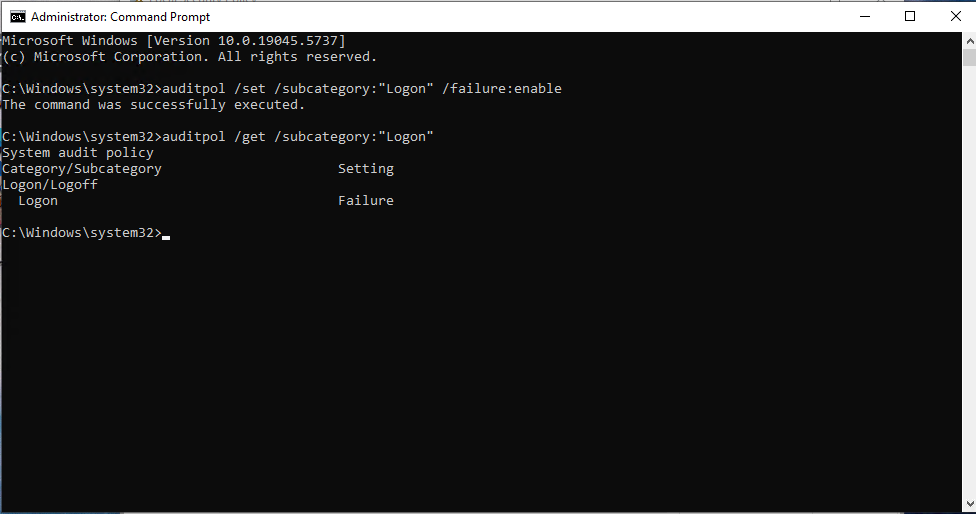 Administrator: Command Prompt
Microsoft Windows [Version 10.0.19045.5737]
(c) Microsoft Corporation. All rights reserved.
C:\Windows\system32>auditpol /set /subcategory:"Logon" /failure:enable
The command was successfully executed.
C:\Windows\system32>auditpol /get /subcategory:"Logon"
System audit policy
Category/Subcategory                      Setting
Logon/Logoff
  Logon                                   Failure
C:\Windows\system32>